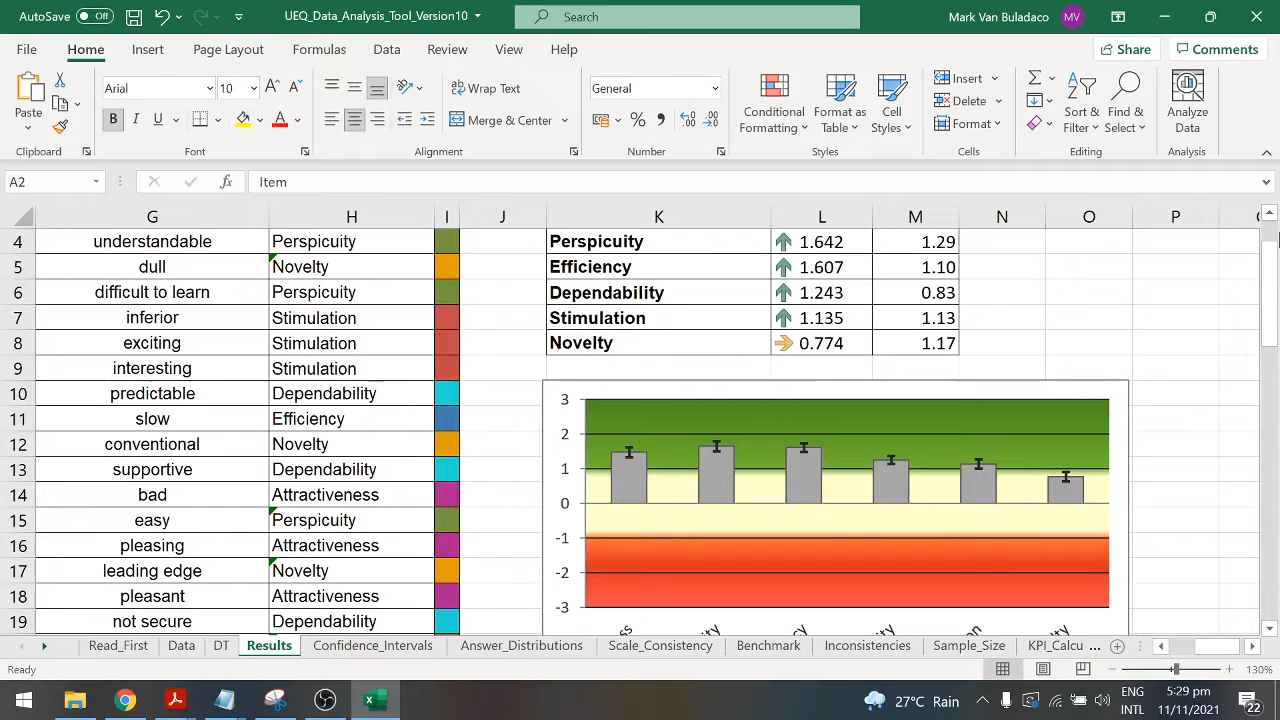 AutoSave Off UEQ_Data_Analysis_Tool_Version10 Search Mark Van Buladaco MV
File Home Insert Page Layout Formulas Data Review View Help Share Comments
Paste
Clipboard
Arial 10
B I U
Font
Wrap Text
Merge & Center
Alignment
General
Number
Conditional Formatting
Format as Table
Cell Styles
Styles
Insert
Delete
Format
Cells
Sort & Filter
Find & Select
Editing
Analyze Data
Analysis
A2 fx Item
G H I J K L M N O P
4 understandable Perspicuity Perspicuity 1.642 1.29
5 dull Novelty Efficiency 1.607 1.10
6 difficult to learn Perspicuity Dependability 1.243 0.83
7 inferior Stimulation Stimulation 1.135 1.13
8 exciting Stimulation Novelty 0.774 1.17
9 interesting Stimulation
10 predictable Dependability
11 slow Efficiency
12 conventional Novelty
13 supportive Dependability
14 bad Attractiveness
15 easy Perspicuity
16 pleasing Attractiveness
17 leading edge Novelty
18 pleasant Attractiveness
19 not secure Dependability
3
2
1
0
-1
-2
-3
Read_First Data DT Results Confidence_Intervals Answer_Distributions Scale_Consistency Benchmark Inconsistencies Sample_Size KPI_Calcu ...
Ready 130%
27°C Rain ENG INTL 5:29 pm 11/11/2021 22